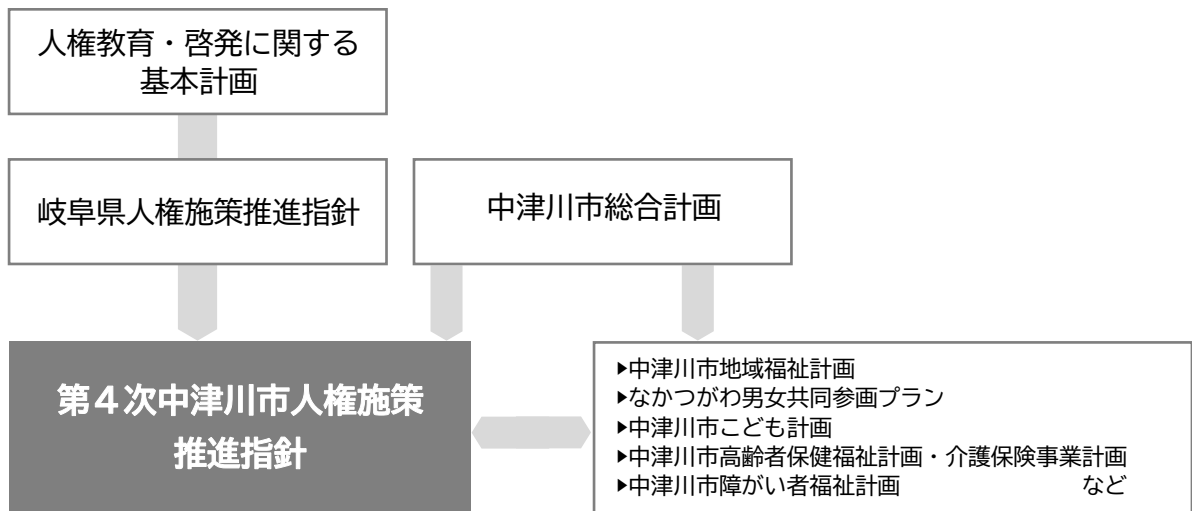 人権教育・啓発に関する
基本計画
岐阜県人権施策推進指針
中津川市総合計画
第4次中津川市人権施策
推進指針
▶中津川市地域福祉計画
▶なかつがわ男女共同参画プラン
▶中津川市こども計画
▶中津川市高齢者保健福祉計画・介護保険事業計画
▶中津川市障がい者福祉計画 など